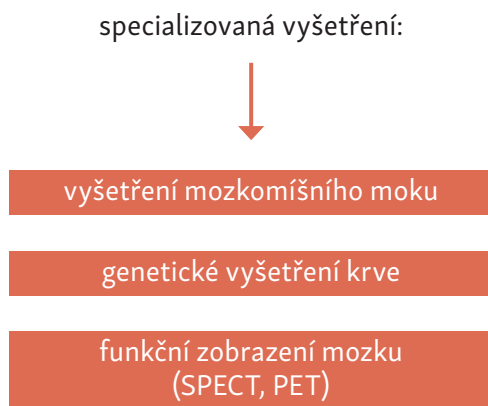 specializovaná vyšetření:
vyšetření mozkomíšního moku
genetické vyšetření krve
funkční zobrazení mozku
(SPECT, PET)